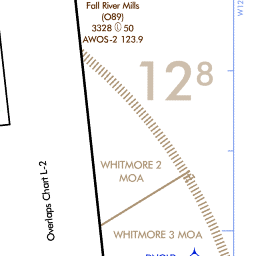 Fall River Mills
(O89)
3328 Ⓛ 50
AWOS-2 123.9
W12
12⁸
WHITMORE 2
MOA
Overlaps Chart L-2
WHITMORE 3 MOA